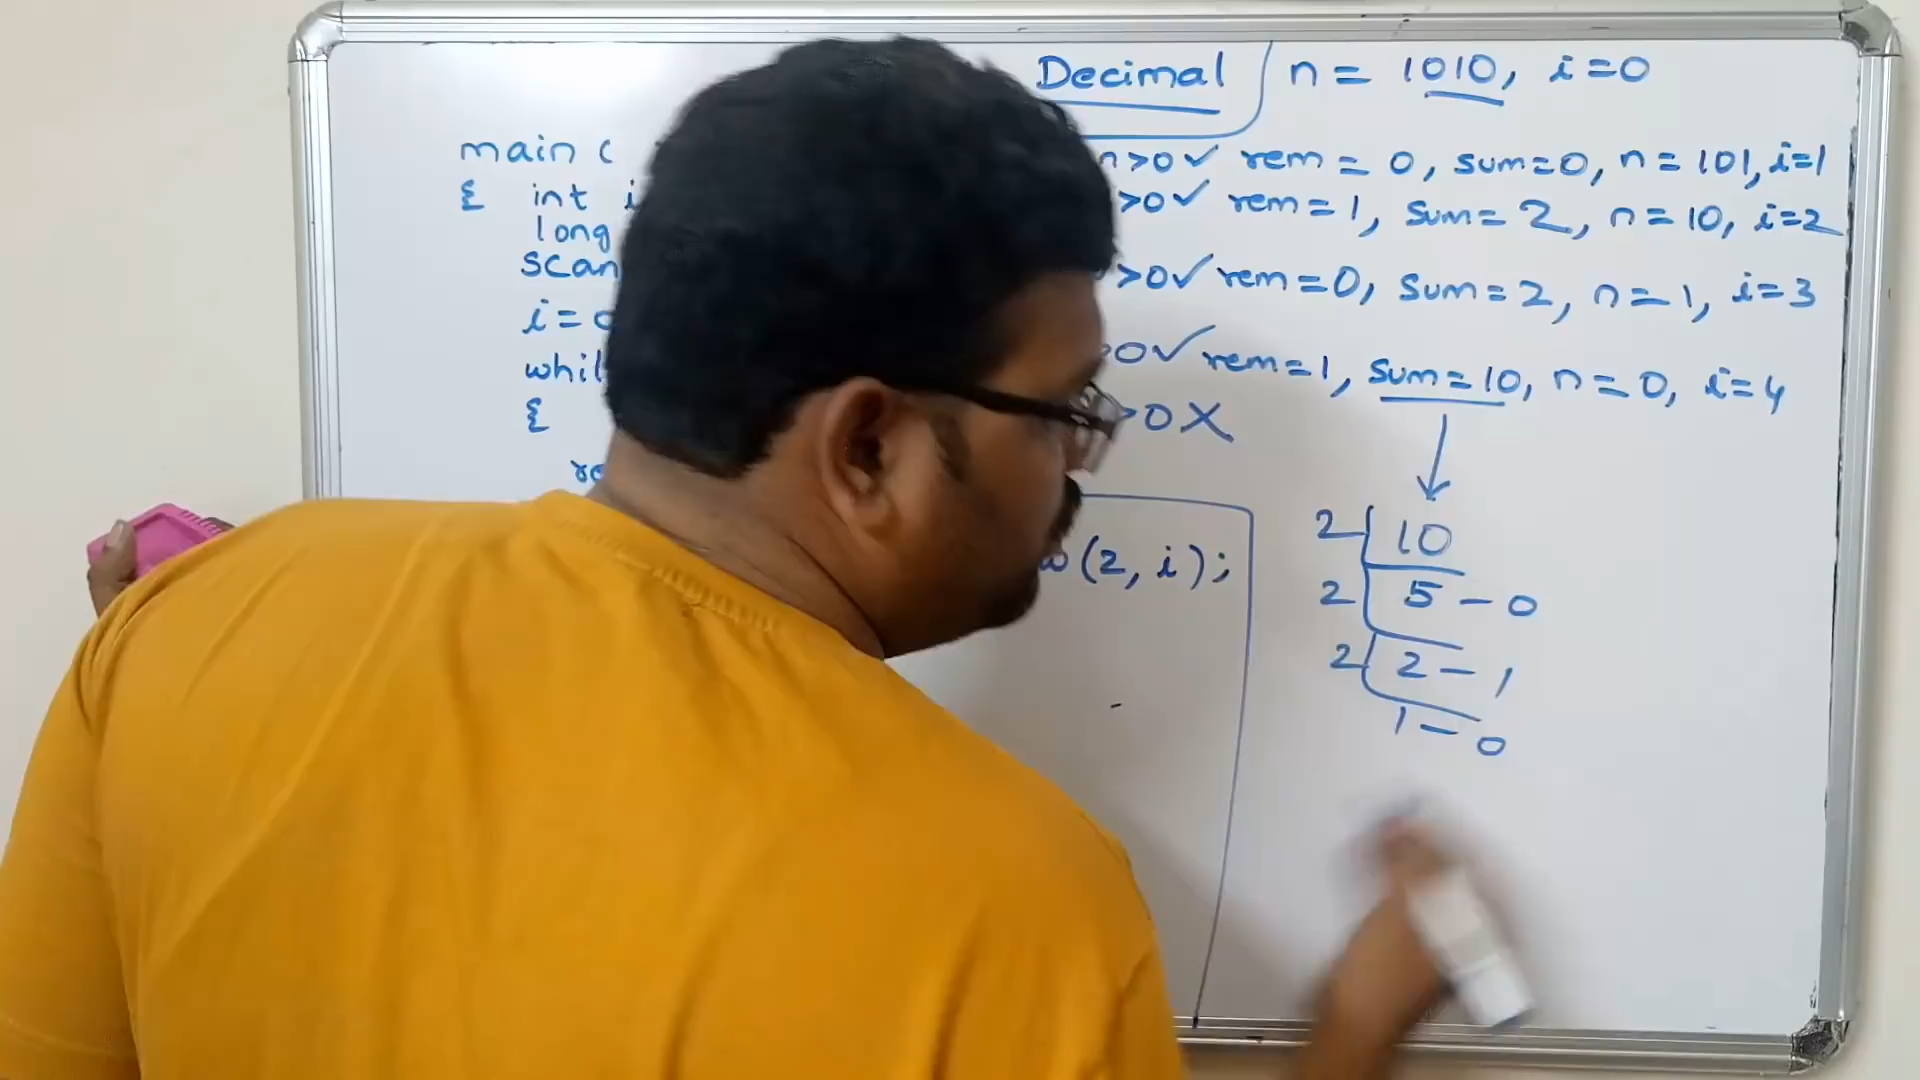 Decimal
main (
{ int i
long
scan
i = 0
whil
{
n = 1010, i = 0
n>0✓ rem = 0, sum=0, n = 101, i=1
>0✓ rem = 1, sum = 2, n = 10, i=2
>0✓ rem = 0, sum = 2, n = 1, i = 3
>0✓ rem = 1, sum = 10, n = 0, i = 4
>0 X
(2, i);
2 10
2 5 - 0
2 2 - 1
1 - 0